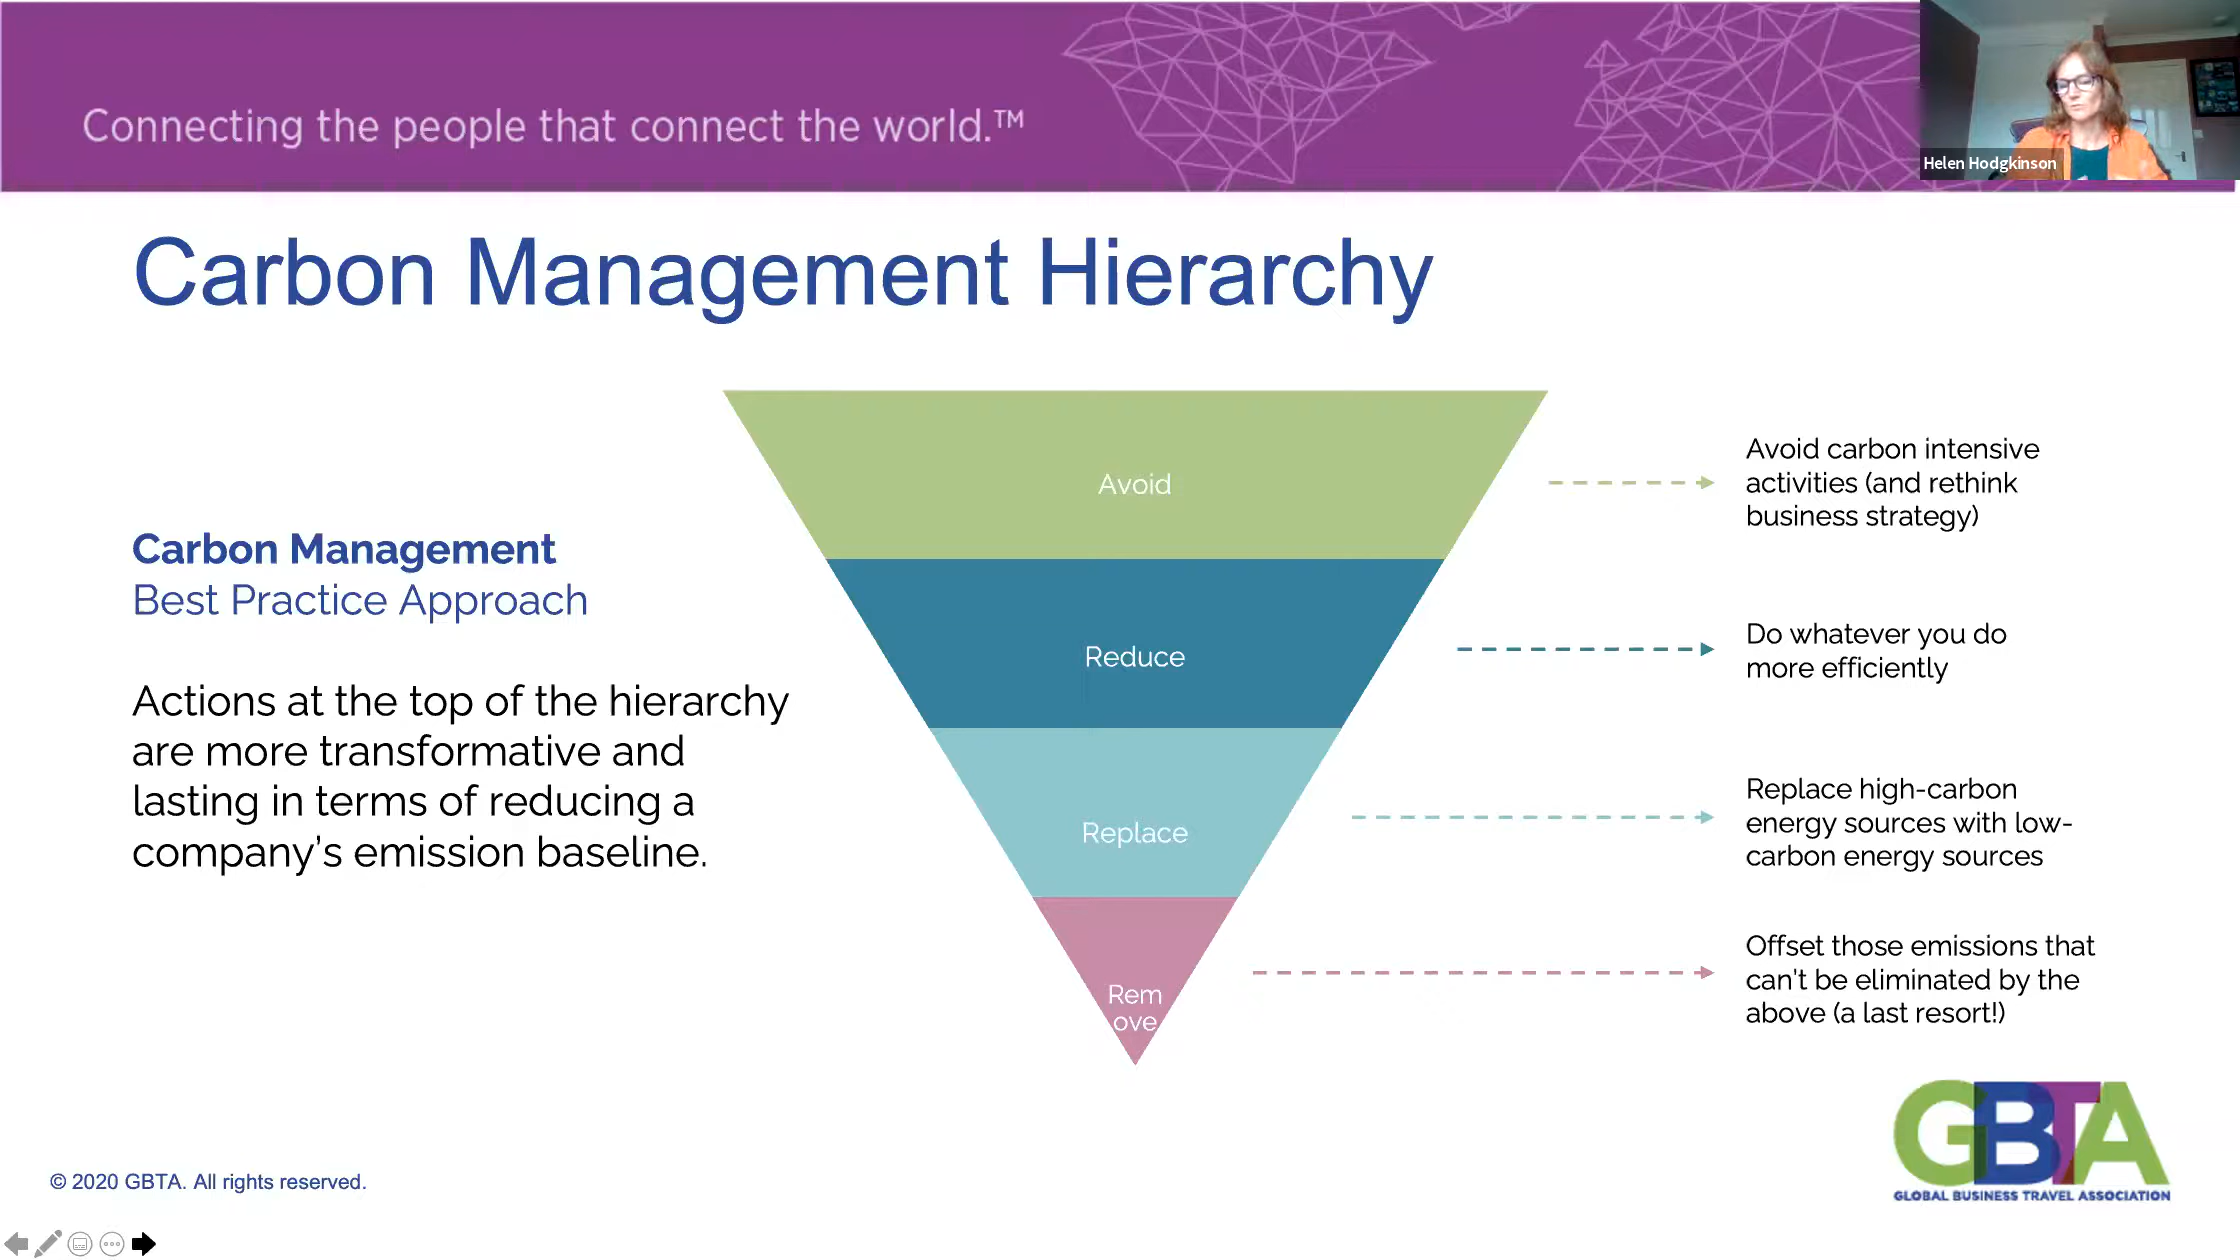 Connecting the people that connect the world.™
Helen Hodgkinson
Carbon Management Hierarchy
Carbon Management
Best Practice Approach
Actions at the top of the hierarchy
are more transformative and
lasting in terms of reducing a
company's emission baseline.
Avoid
Avoid carbon intensive
activities (and rethink
business strategy)
Reduce
Do whatever you do
more efficiently
Replace
Replace high-carbon
energy sources with low-
carbon energy sources
Rem
ove
Offset those emissions that
can't be eliminated by the
above (a last resort!)
GBTA
GLOBAL BUSINESS TRAVEL ASSOCIATION
© 2020 GBTA. All rights reserved.